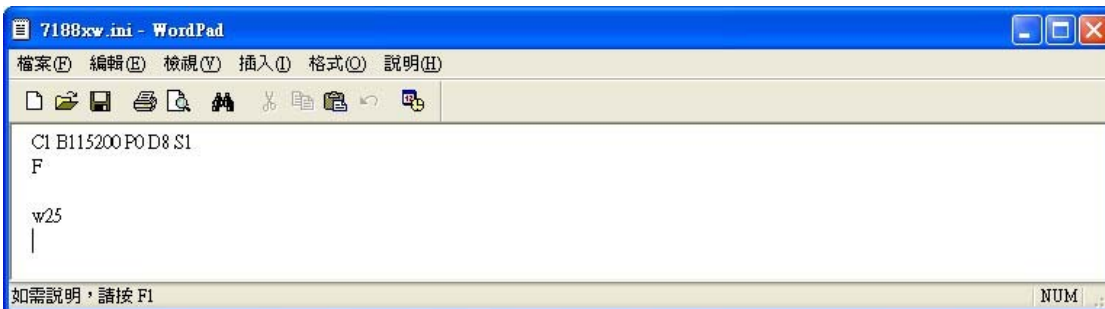 7188xw.ini - WordPad
檔案(F) 編輯(E) 檢視(V) 插入(I) 格式(O) 說明(H)
C1 B115200 P0 D8 S1
F
w25
如需說明，請按 F1 NUM